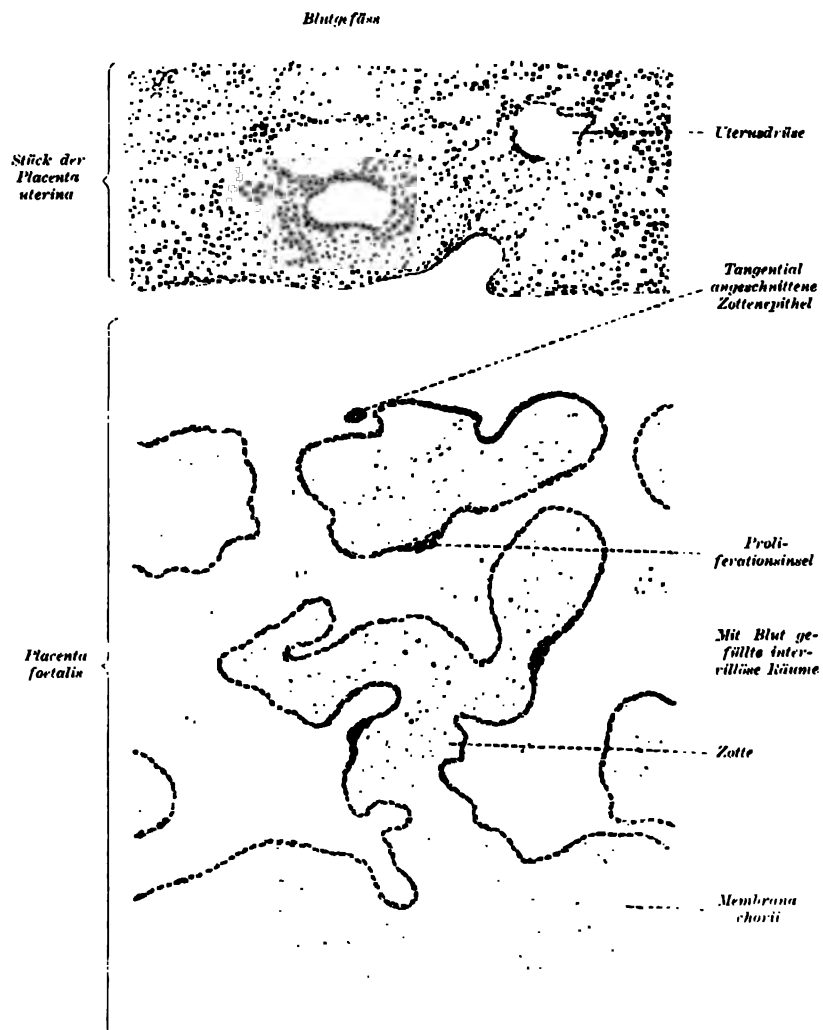 Blutgefäss
Stück der
Placenta
uterina
Uterusdrüse
Tangential
angeschnittene
Zottenepithel
Proli-
ferationsinsel
Mit Blut ge-
füllte inter-
villöse Räume
Placenta
foetalis
Zotte
Membrana
chorii